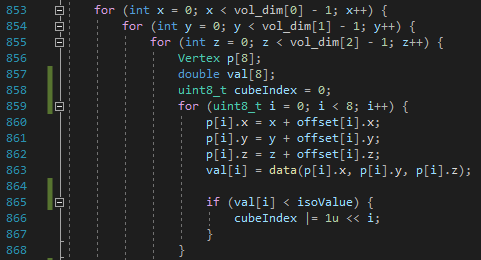 853 for (int x = 0; x < vol_dim[0] - 1; x++) {
854 for (int y = 0; y < vol_dim[1] - 1; y++) {
855 for (int z = 0; z < vol_dim[2] - 1; z++) {
856 Vertex p[8];
857 double val[8];
858 uint8_t cubeIndex = 0;
859 for (uint8_t i = 0; i < 8; i++) {
860 p[i].x = x + offset[i].x;
861 p[i].y = y + offset[i].y;
862 p[i].z = z + offset[i].z;
863 val[i] = data(p[i].x, p[i].y, p[i].z);
864
865 if (val[i] < isoValue) {
866 cubeIndex |= 1u << i;
867 }
868 }